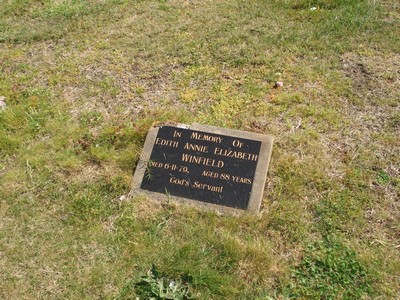 In Memory Of
Edith Annie Elizabeth
Winfield
Died 6-11-79, Aged 88 Years
God's Servant